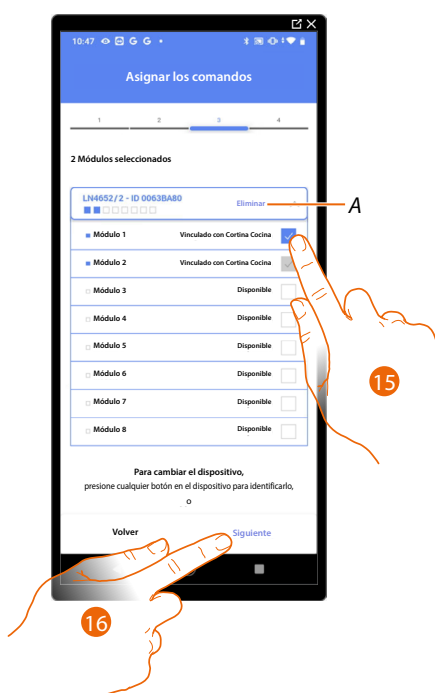 10:47 G G
Asignar los comandos
1 2 3 4
2 Módulos seleccionados
LN4652/2 - ID 0063BA80 Eliminar A
Módulo 1 Vinculado con Cortina Cocina
Módulo 2 Vinculado con Cortina Cocina
Módulo 3 Disponible
Módulo 4 Disponible
Módulo 5 Disponible
Módulo 6 Disponible
Módulo 7 Disponible
Módulo 8 Disponible
15
Para cambiar el dispositivo,
presione cualquier botón en el dispositivo para identificarlo,
o
Volver Siguiente
16